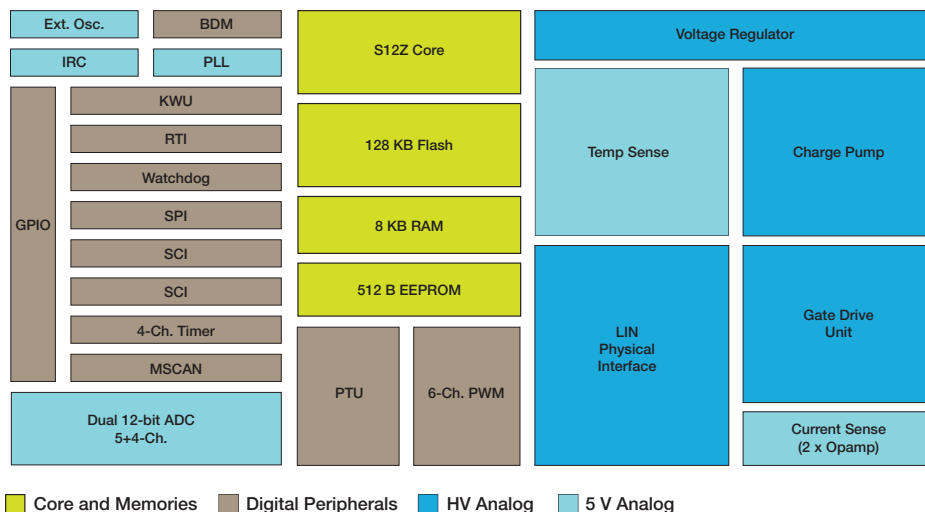 Ext. Osc.
BDM
IRC
PLL
GPIO
KWU
RTI
Watchdog
SPI
SCI
SCI
4-Ch. Timer
MSCAN
Dual 12-bit ADC
5+4-Ch.
S12Z Core
128 KB Flash
8 KB RAM
512 B EEPROM
PTU
6-Ch. PWM
Voltage Regulator
Temp Sense
Charge Pump
LIN
Physical
Interface
Gate Drive
Unit
Current Sense
(2 x Opamp)
Core and Memories
Digital Peripherals
HV Analog
5 V Analog